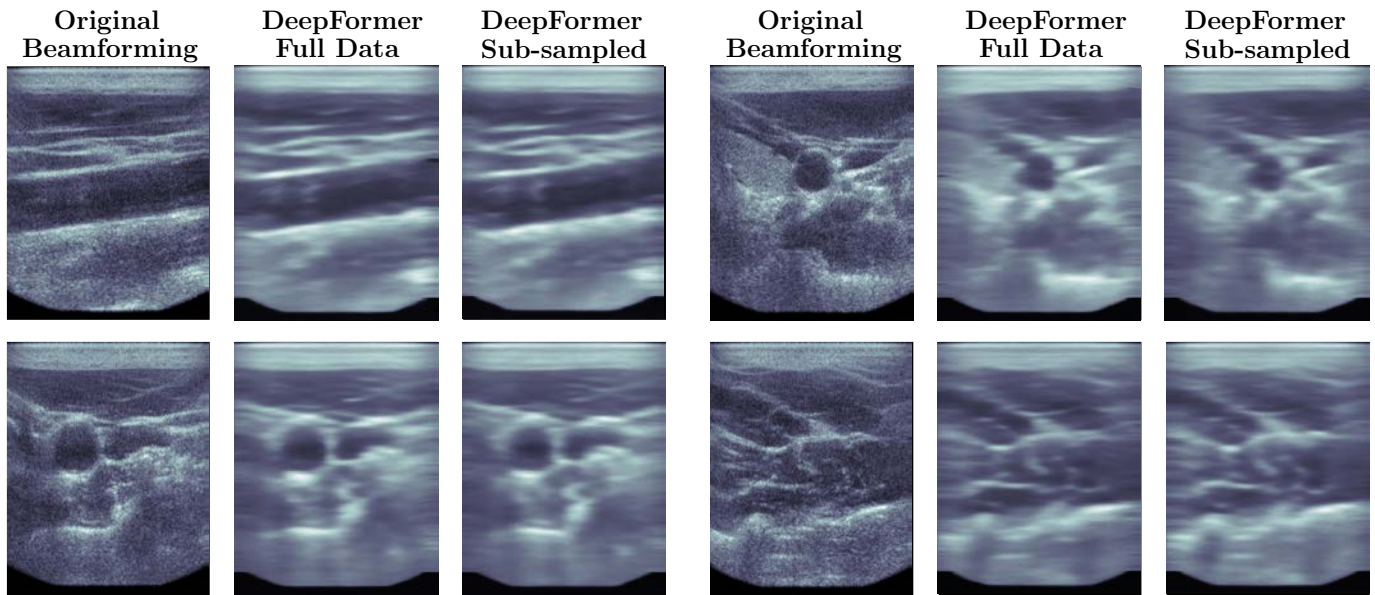 Original
Beamforming
DeepFormer
Full Data
DeepFormer
Sub-sampled
Original
Beamforming
DeepFormer
Full Data
DeepFormer
Sub-sampled